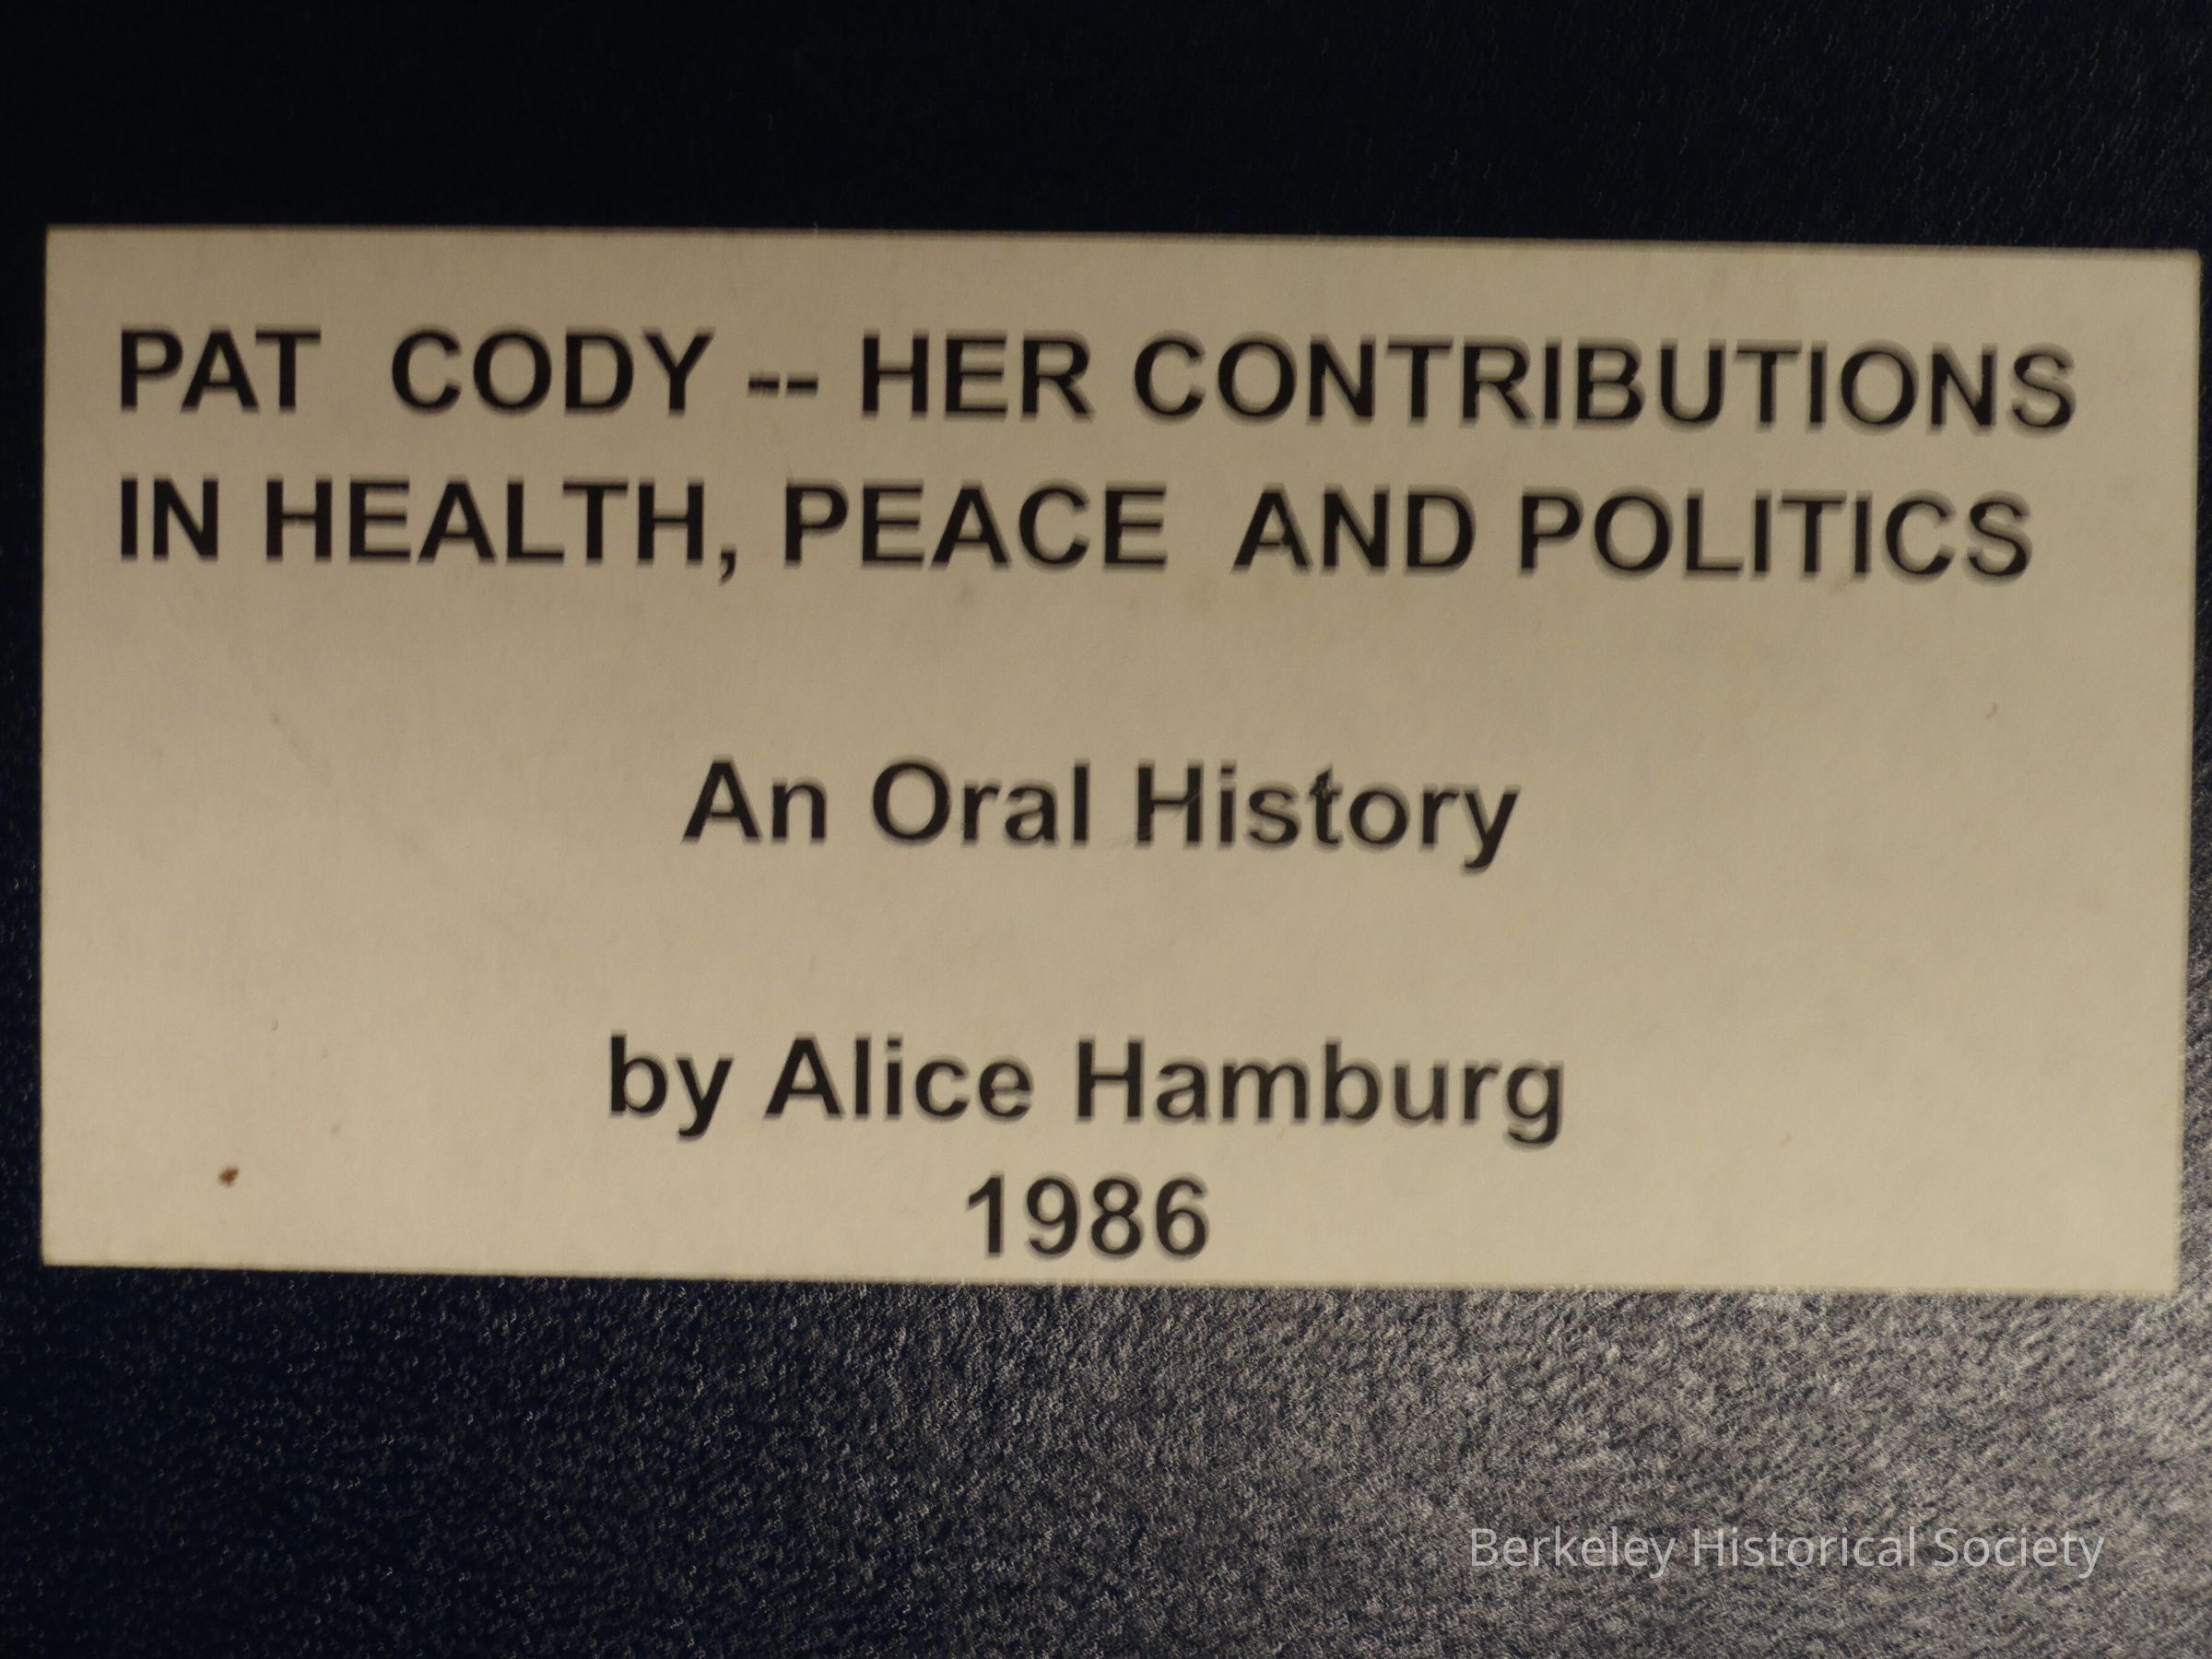 PAT CODY -- HER CONTRIBUTIONS
IN HEALTH, PEACE AND POLITICS
An Oral History
by Alice Hamburg
1986
Berkeley Historical Society